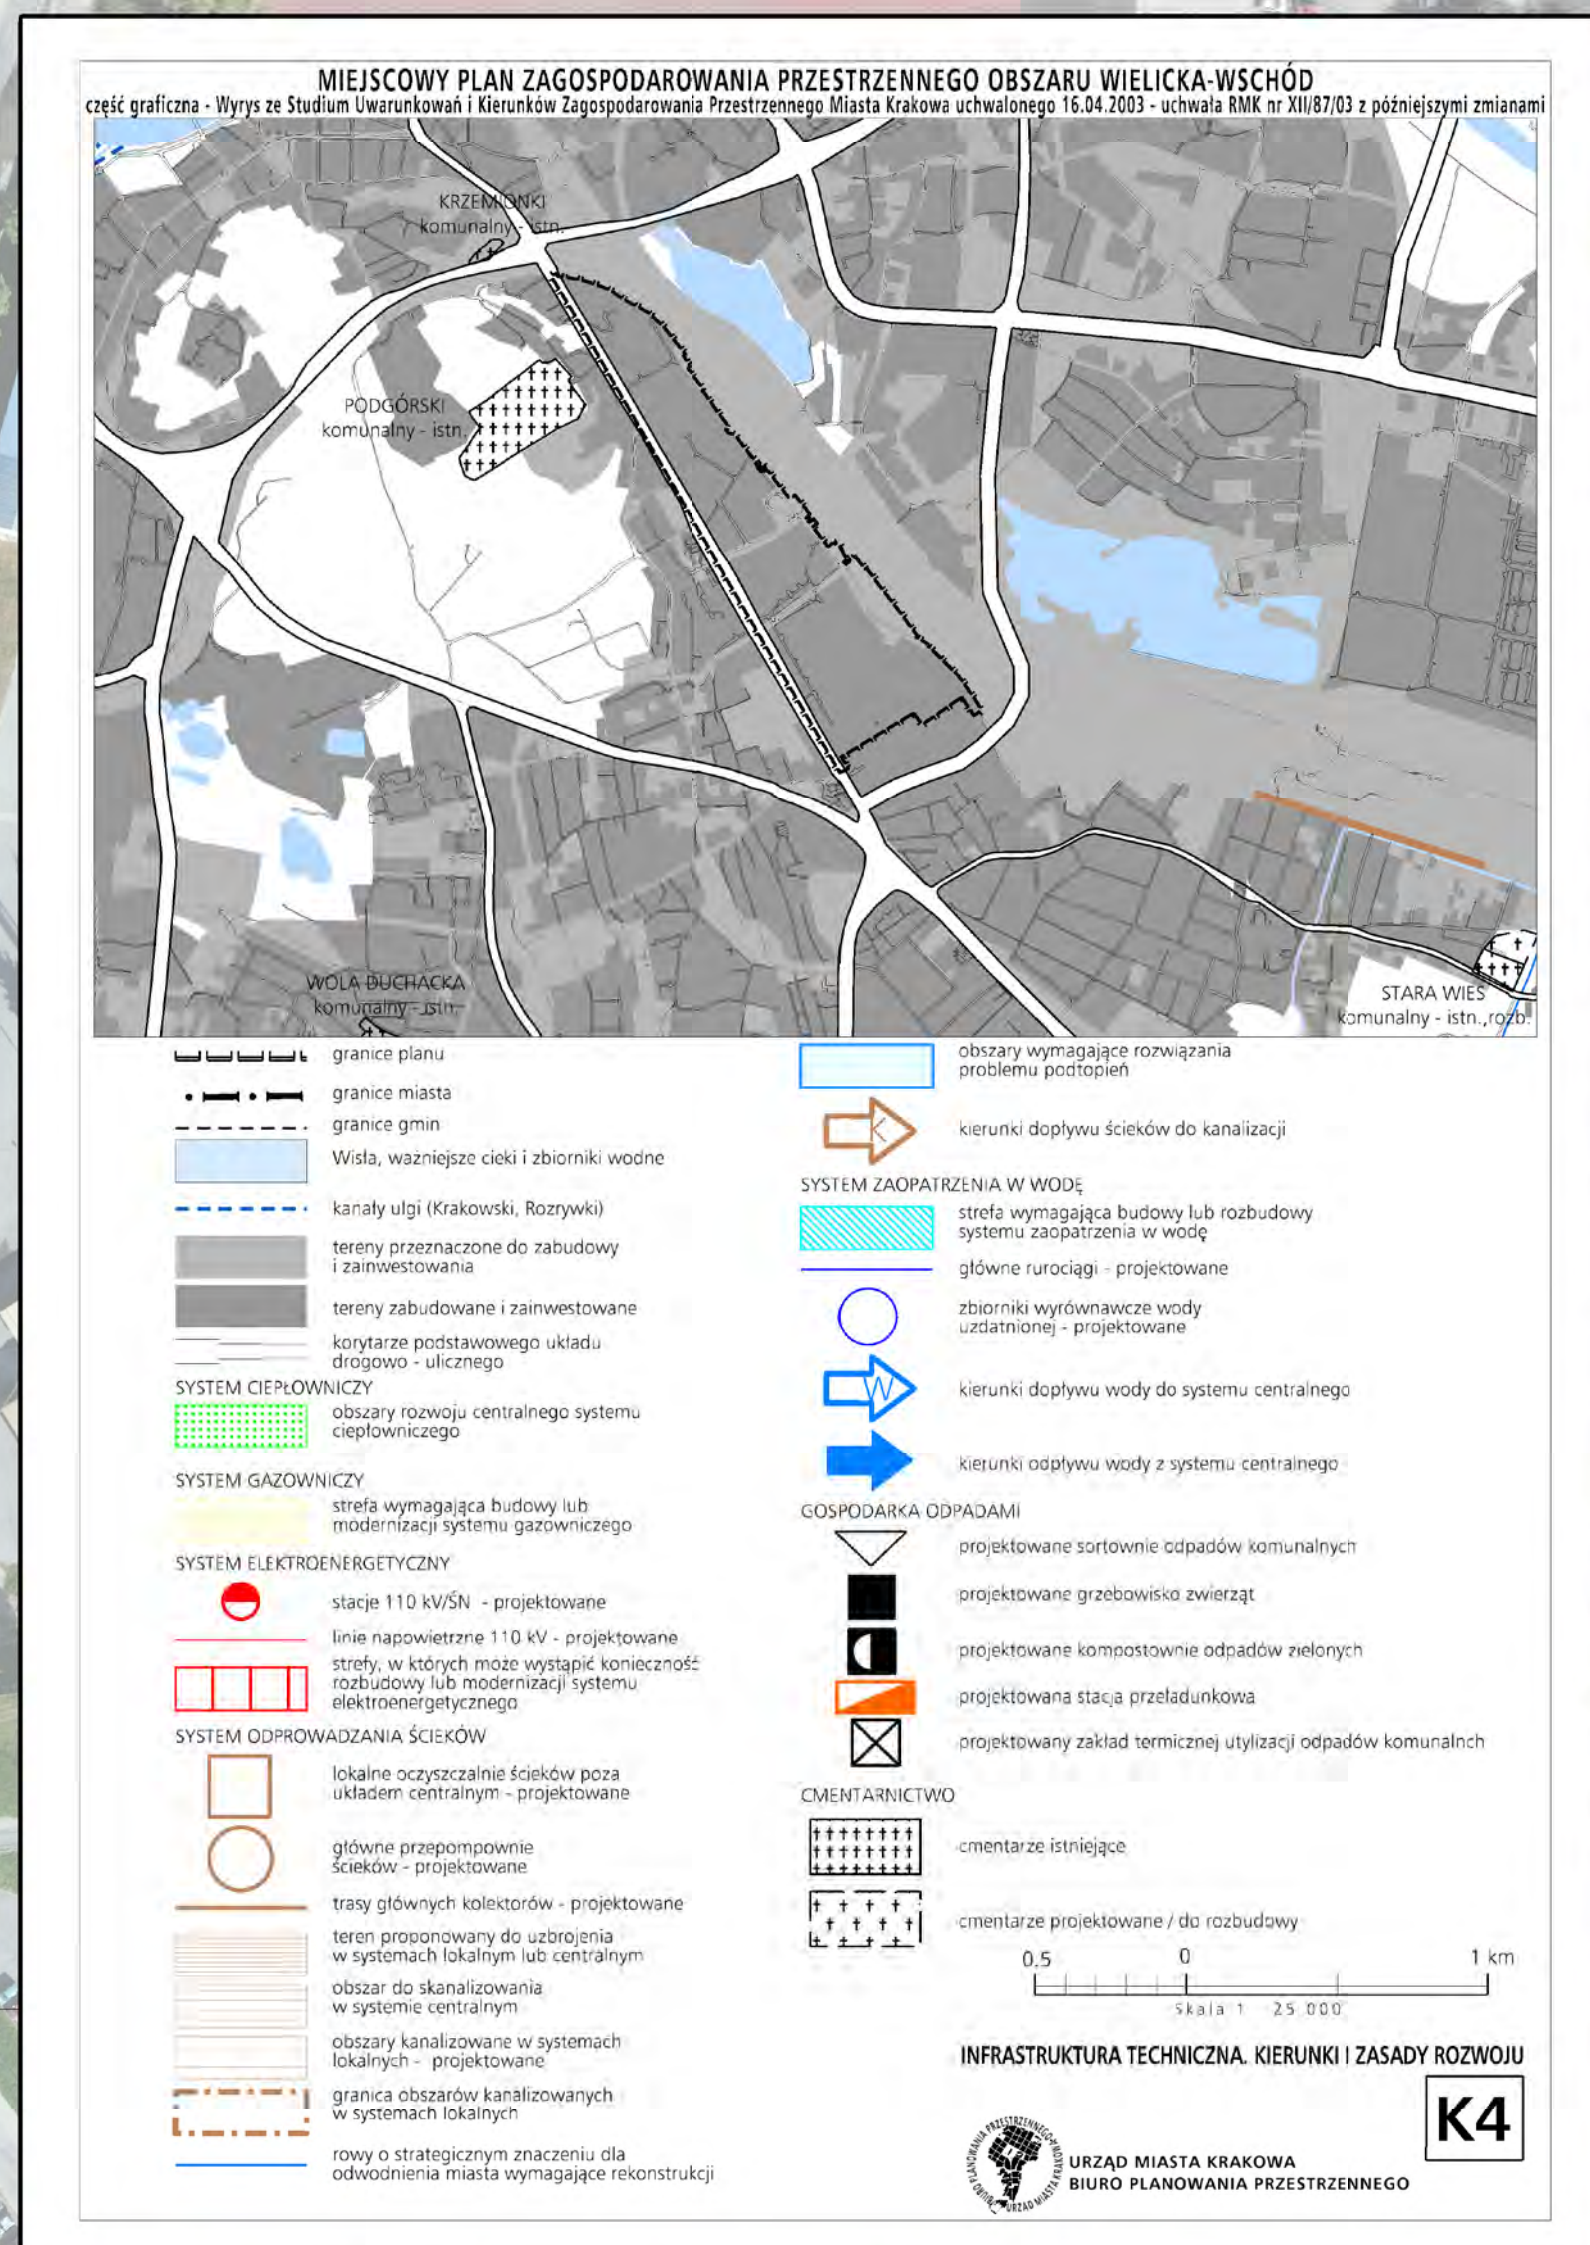 MIEJSCOWY PLAN ZAGOSPODAROWANIA PRZESTRZENNEGO OBSZARU WIELICKA-WSCHÓD
część graficzna - Wyrys ze Studium Uwarunkowań i Kierunków Zagospodarowania Przestrzennego Miasta Krakowa uchwalonego 16.04.2003 - uchwała RMK nr XII/87/03 z późniejszymi zmianami
KRZEMIONKI
komunalny - istn.
PODGÓRSKI
komunalny - istn.
WOLA DUCHACKA
komunalny - istn.
STARA WIES
komunalny - istn.,rozb.
granice planu
granice miasta
granice gmin
Wisła, ważniejsze cieki i zbiorniki wodne
kanały ulgi (Krakowski, Rozrywki)
tereny przeznaczone do zabudowy
i zainwestowania
tereny zabudowane i zainwestowane
korytarze podstawowego układu
drogowo - ulicznego
SYSTEM CIEPŁOWNICZY
obszary rozwoju centralnego systemu
ciepłowniczego
SYSTEM GAZOWNICZY
strefa wymagająca budowy lub
modernizacji systemu gazowniczego
SYSTEM ELEKTROENERGETYCZNY
stacje 110 kV/ŚN - projektowane
linie napowietrzne 110 kV - projektowane
strefy, w których może wystąpić konieczność
rozbudowy lub modernizacji systemu
elektroenergetycznego
SYSTEM ODPROWADZANIA ŚCIEKÓW
lokalne oczyszczalnie ścieków poza
układem centralnym - projektowane
główne przepompownie
ścieków - projektowane
trasy głównych kolektorów - projektowane
teren proponowany do uzbrojenia
w systemach lokalnym lub centralnym
obszar do skanalizowania
w systemie centralnym
obszary kanalizowane w systemach
lokalnych - projektowane
granica obszarów kanalizowanych
w systemach lokalnych
rowy o strategicznym znaczeniu dla
odwodnienia miasta wymagające rekonstrukcji
obszary wymagające rozwiązania
problemu podtopień
K
kierunki dopływu ścieków do kanalizacji
SYSTEM ZAOPATRZENIA W WODĘ
strefa wymagająca budowy lub rozbudowy
systemu zaopatrzenia w wodę
główne rurociągi - projektowane
zbiorniki wyrównawcze wody
uzdatnionej - projektowane
W
kierunki dopływu wody do systemu centralnego
kierunki odpływu wody z systemu centralnego
GOSPODARKA ODPADAMI
projektowane sortownie odpadów komunalnych
projektowane grzebowisko zwierząt
projektowane kompostownie odpadów zielonych
projektowana stacja przeładunkowa
projektowany zakład termicznej utylizacji odpadów komunalnch
CMENTARNICTWO
cmentarze istniejące
cmentarze projektowane / do rozbudowy
0.5 0 1 km
Skala 1 25 000
INFRASTRUKTURA TECHNICZNA. KIERUNKI I ZASADY ROZWOJU
K4
BIURO PLANOWANIA PRZESTRZENNEGO
URZĄD MIASTA KRAKOWA
URZĄD MIASTA KRAKOWA
BIURO PLANOWANIA PRZESTRZENNEGO